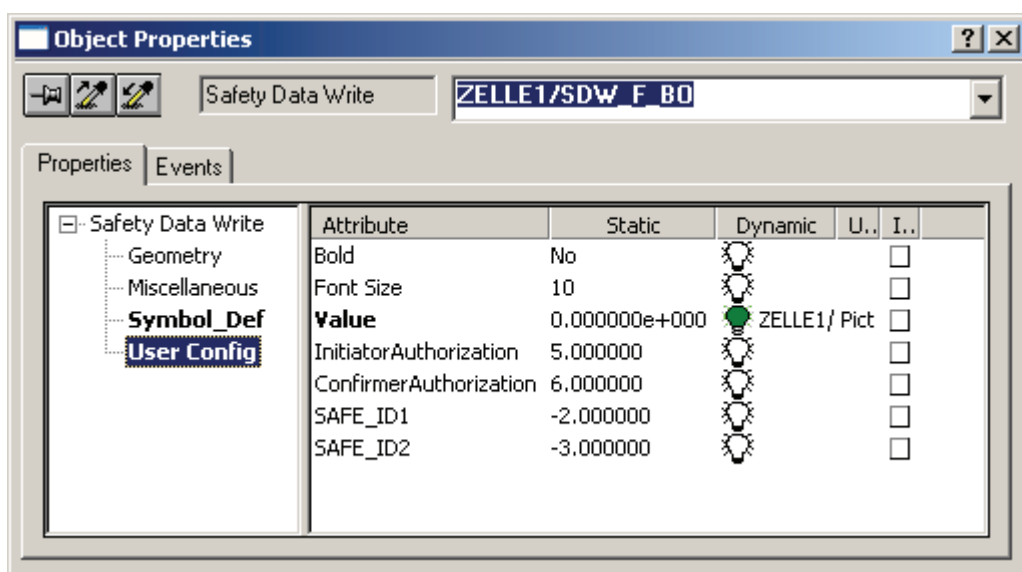 Object Properties
Safety Data Write ZELLE1/SDW_F_BO
Properties Events
Safety Data Write Attribute Static Dynamic U.. I..
Geometry Bold No
Miscellaneous Font Size 10
Symbol_Def Value 0.000000e+000 ZELLE1/ Pict
User Config InitiatorAuthorization 5.000000
ConfirmerAuthorization 6.000000
SAFE_ID1 -2.000000
SAFE_ID2 -3.000000